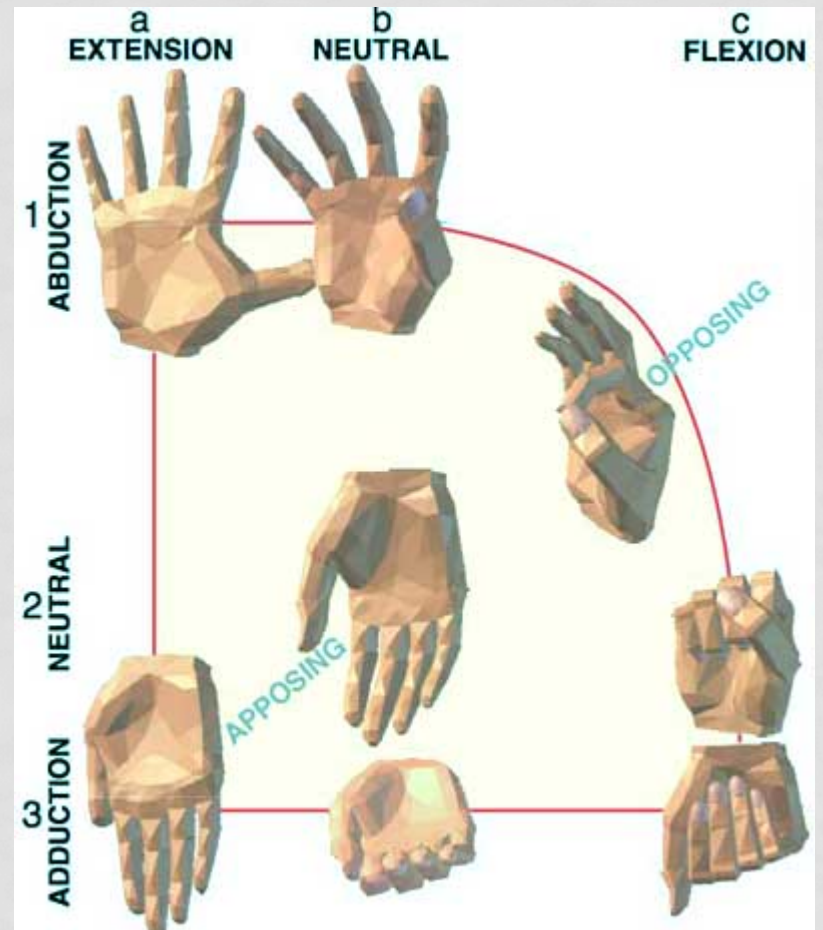 a
EXTENSION
b
NEUTRAL
c
FLEXION
1
ABDUCTION
OPPOSING
2
NEUTRAL
APPOSING
3
ADDUCTION